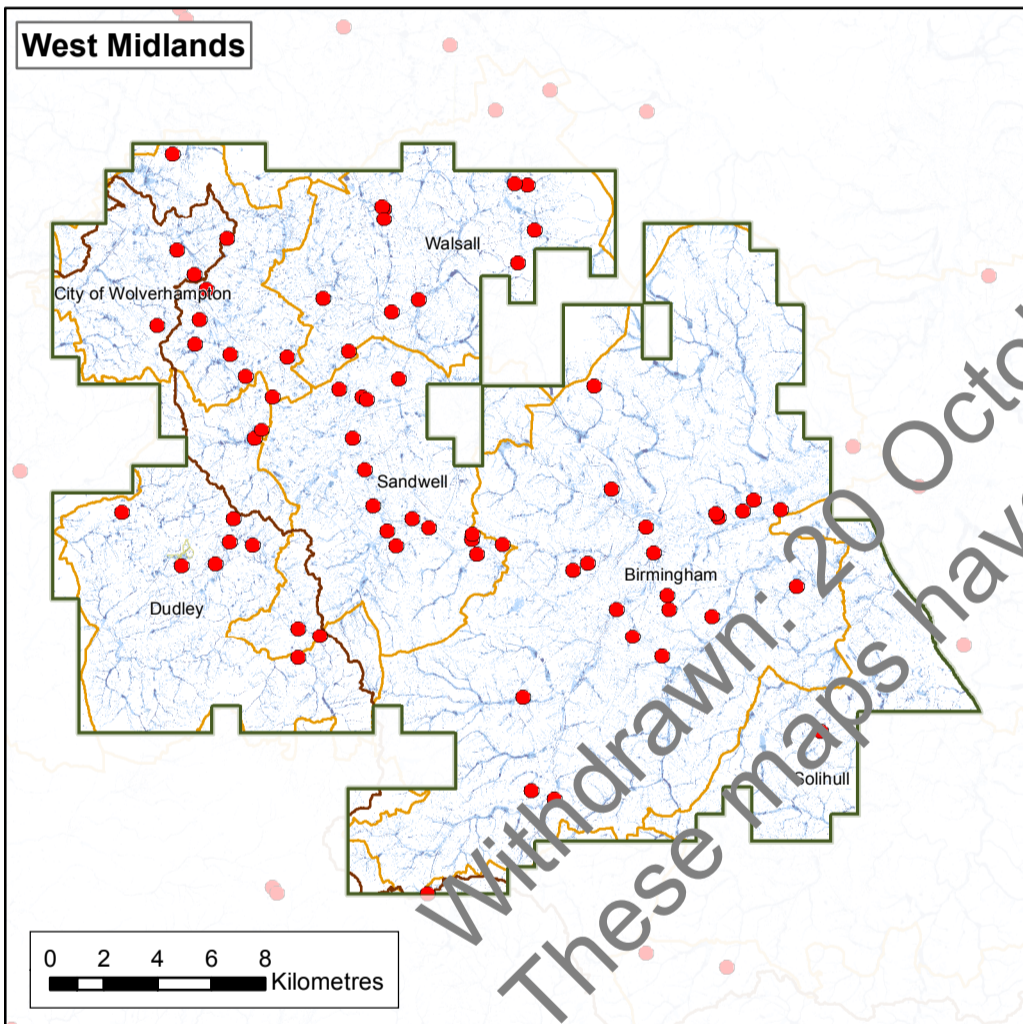 West Midlands
Walsall
City of Wolverhampton
Sandwell
Birmingham
Dudley
Solihull
Withdrawn: 20 Octo
These maps have
0 2 4 6 8
Kilometres